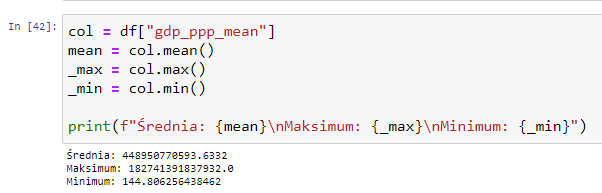 In [42]:
col = df["gdp_ppp_mean"]
mean = col.mean()
_max = col.max()
_min = col.min()
print(f"Średnia: {mean}\nMaksimum: {_max}\nMinimum: {_min}")
Średnia: 448950770593.6332
Maksimum: 182741391837932.0
Minimum: 144.806256438462